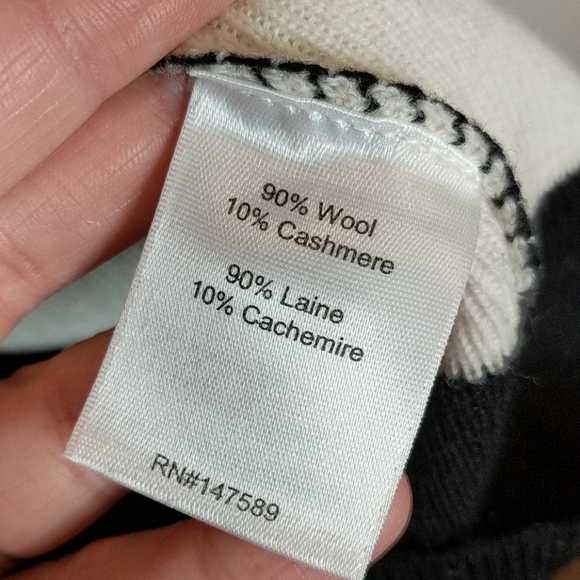 90% Wool
10% Cashmere
90% Laine
10% Cachemire
RN#147589